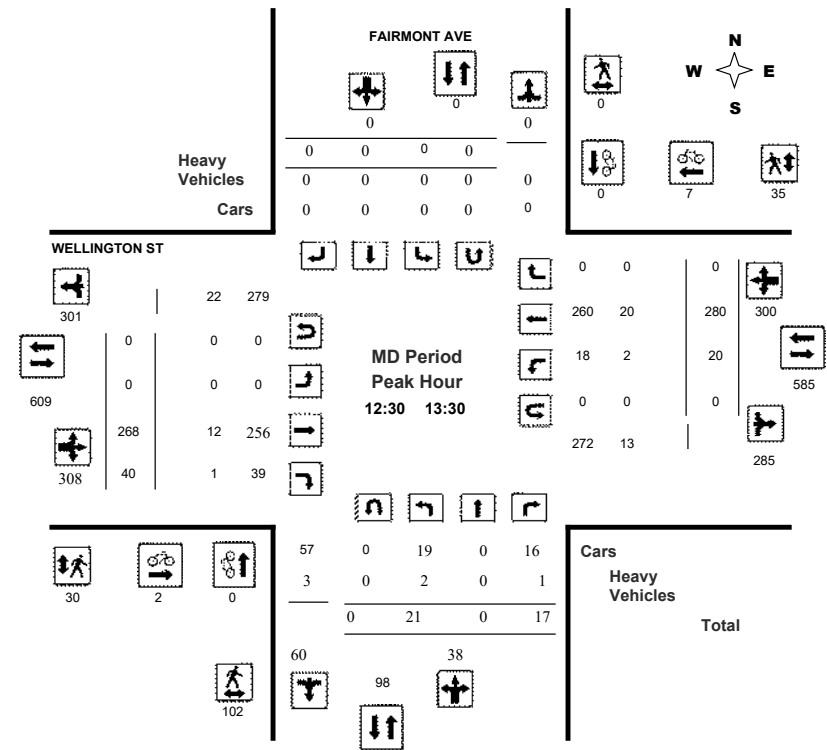 FAIRMONT AVE
N
W E
S
0
0
0 0
0 0 0 0
Heavy
Vehicles
0 0 0 0 0
Cars
0 0 0 0 0
0 7 35
WELLINGTON ST
301
22 279
0 0 0
260 20 280
300
0 0 0
MD Period
Peak Hour
12:30 13:30
18 2 20
609
0 0 0
0 0 0
585
268 12 256
272 13
285
308
40 1 39
57 0 19 0 16
Cars
3 0 2 0 1
Heavy
Vehicles
30 2 0
0 21 0 17
Total
60 38
98
102